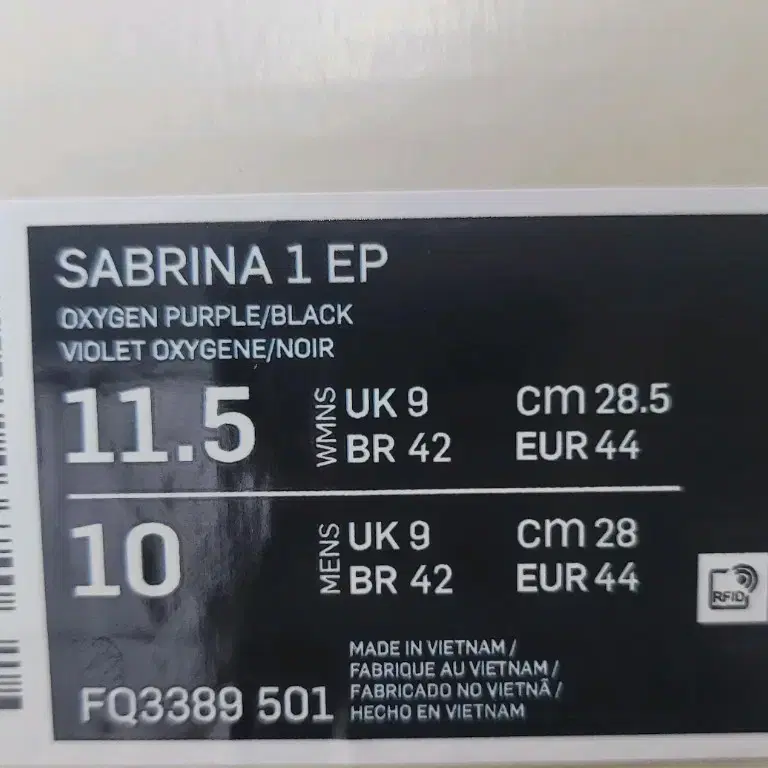 SABRINA 1 EP
OXYGEN PURPLE/BLACK
VIOLET OXYGENE/NOIR
11.5 WMNS UK 9 cm 28.5
BR 42 EUR 44
10 MENS UK 9 cm 28
BR 42 EUR 44
RFID
MADE IN VIETNAM /
FABRIQUE AU VIETNAM /
FABRICADO NO VIETNÃ /
HECHO EN VIETNAM
FQ3389 501